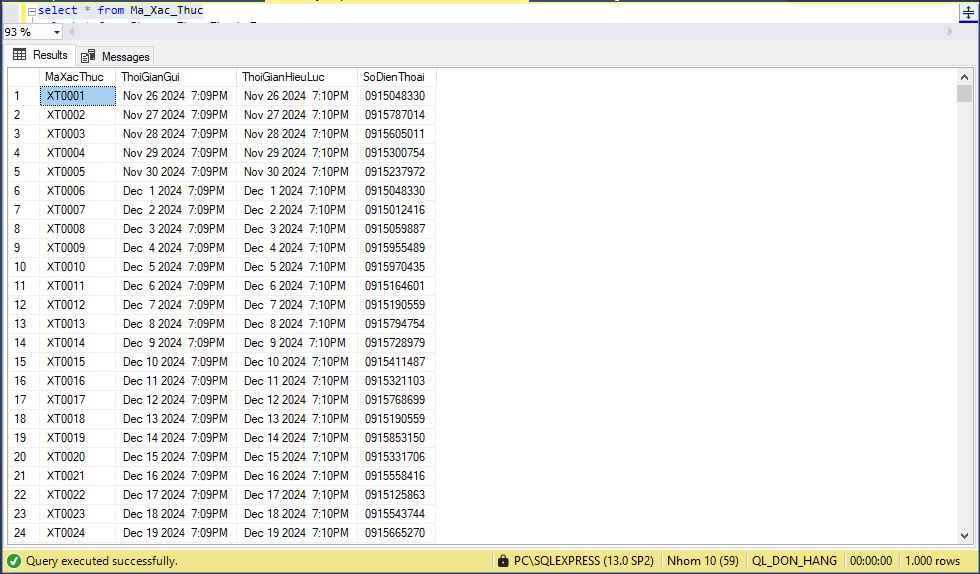 select * from Ma_Xac_Thuc
93 %
Results Messages
MaXacThuc ThoiGianGui ThoiGianHieuLuc SoDienThoai
1 XT0001 Nov 26 2024 7:09PM Nov 26 2024 7:10PM 0915048330
2 XT0002 Nov 27 2024 7:09PM Nov 27 2024 7:10PM 0915787014
3 XT0003 Nov 28 2024 7:09PM Nov 28 2024 7:10PM 0915605011
4 XT0004 Nov 29 2024 7:09PM Nov 29 2024 7:10PM 0915300754
5 XT0005 Nov 30 2024 7:09PM Nov 30 2024 7:10PM 0915237972
6 XT0006 Dec 1 2024 7:09PM Dec 1 2024 7:10PM 0915048330
7 XT0007 Dec 2 2024 7:09PM Dec 2 2024 7:10PM 0915012416
8 XT0008 Dec 3 2024 7:09PM Dec 3 2024 7:10PM 0915059887
9 XT0009 Dec 4 2024 7:09PM Dec 4 2024 7:10PM 0915955489
10 XT0010 Dec 5 2024 7:09PM Dec 5 2024 7:10PM 0915970435
11 XT0011 Dec 6 2024 7:09PM Dec 6 2024 7:10PM 0915164601
12 XT0012 Dec 7 2024 7:09PM Dec 7 2024 7:10PM 0915190559
13 XT0013 Dec 8 2024 7:09PM Dec 8 2024 7:10PM 0915794754
14 XT0014 Dec 9 2024 7:09PM Dec 9 2024 7:10PM 0915728979
15 XT0015 Dec 10 2024 7:09PM Dec 10 2024 7:10PM 0915411487
16 XT0016 Dec 11 2024 7:09PM Dec 11 2024 7:10PM 0915321103
17 XT0017 Dec 12 2024 7:09PM Dec 12 2024 7:10PM 0915768699
18 XT0018 Dec 13 2024 7:09PM Dec 13 2024 7:10PM 0915190559
19 XT0019 Dec 14 2024 7:09PM Dec 14 2024 7:10PM 0915853150
20 XT0020 Dec 15 2024 7:09PM Dec 15 2024 7:10PM 0915331706
21 XT0021 Dec 16 2024 7:09PM Dec 16 2024 7:10PM 0915558416
22 XT0022 Dec 17 2024 7:09PM Dec 17 2024 7:10PM 0915125863
23 XT0023 Dec 18 2024 7:09PM Dec 18 2024 7:10PM 0915543744
24 XT0024 Dec 19 2024 7:09PM Dec 19 2024 7:10PM 0915665270
Query executed successfully. PC\SQLEXPRESS (13.0 SP2) Nhom 10 (59) QL_DON_HANG 00:00:00 1.000 rows